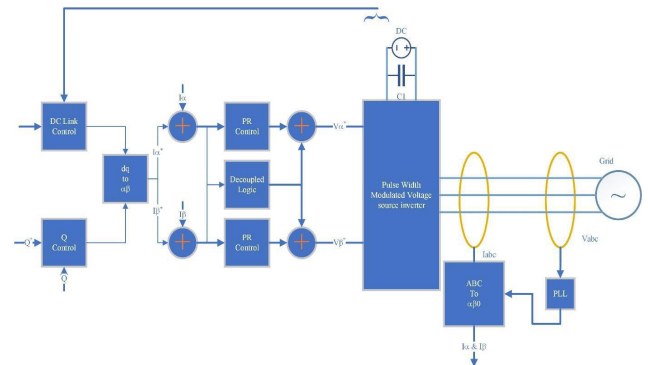 DC
C1
Iα
DC Link
Control
PR
Control
Vα*
Iα*
dq
to
αβ
Decoupled
Logic
Pulse Width
Modulated Voltage
source inverter
Grid
~
Iβ*
Iβ
Q*
Q
Control
Q
PR
Control
Vβ*
Iabc
Vabc
ABC
To
αβ0
PLL
Iα & Iβ